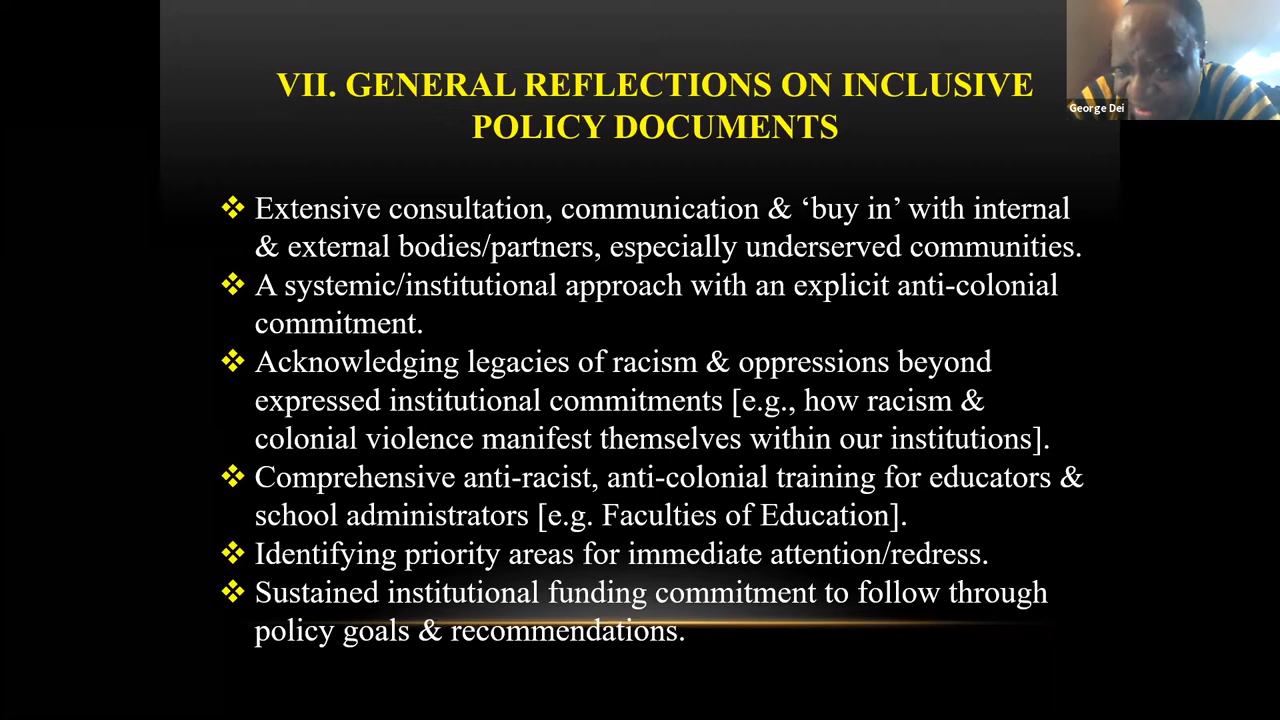 VII. GENERAL REFLECTIONS ON INCLUSIVE
POLICY DOCUMENTS
George Dei
❖ Extensive consultation, communication & ‘buy in’ with internal
& external bodies/partners, especially underserved communities.
❖ A systemic/institutional approach with an explicit anti-colonial
commitment.
❖ Acknowledging legacies of racism & oppressions beyond
expressed institutional commitments [e.g., how racism &
colonial violence manifest themselves within our institutions].
❖ Comprehensive anti-racist, anti-colonial training for educators &
school administrators [e.g. Faculties of Education].
❖ Identifying priority areas for immediate attention/redress.
❖ Sustained institutional funding commitment to follow through
policy goals & recommendations.